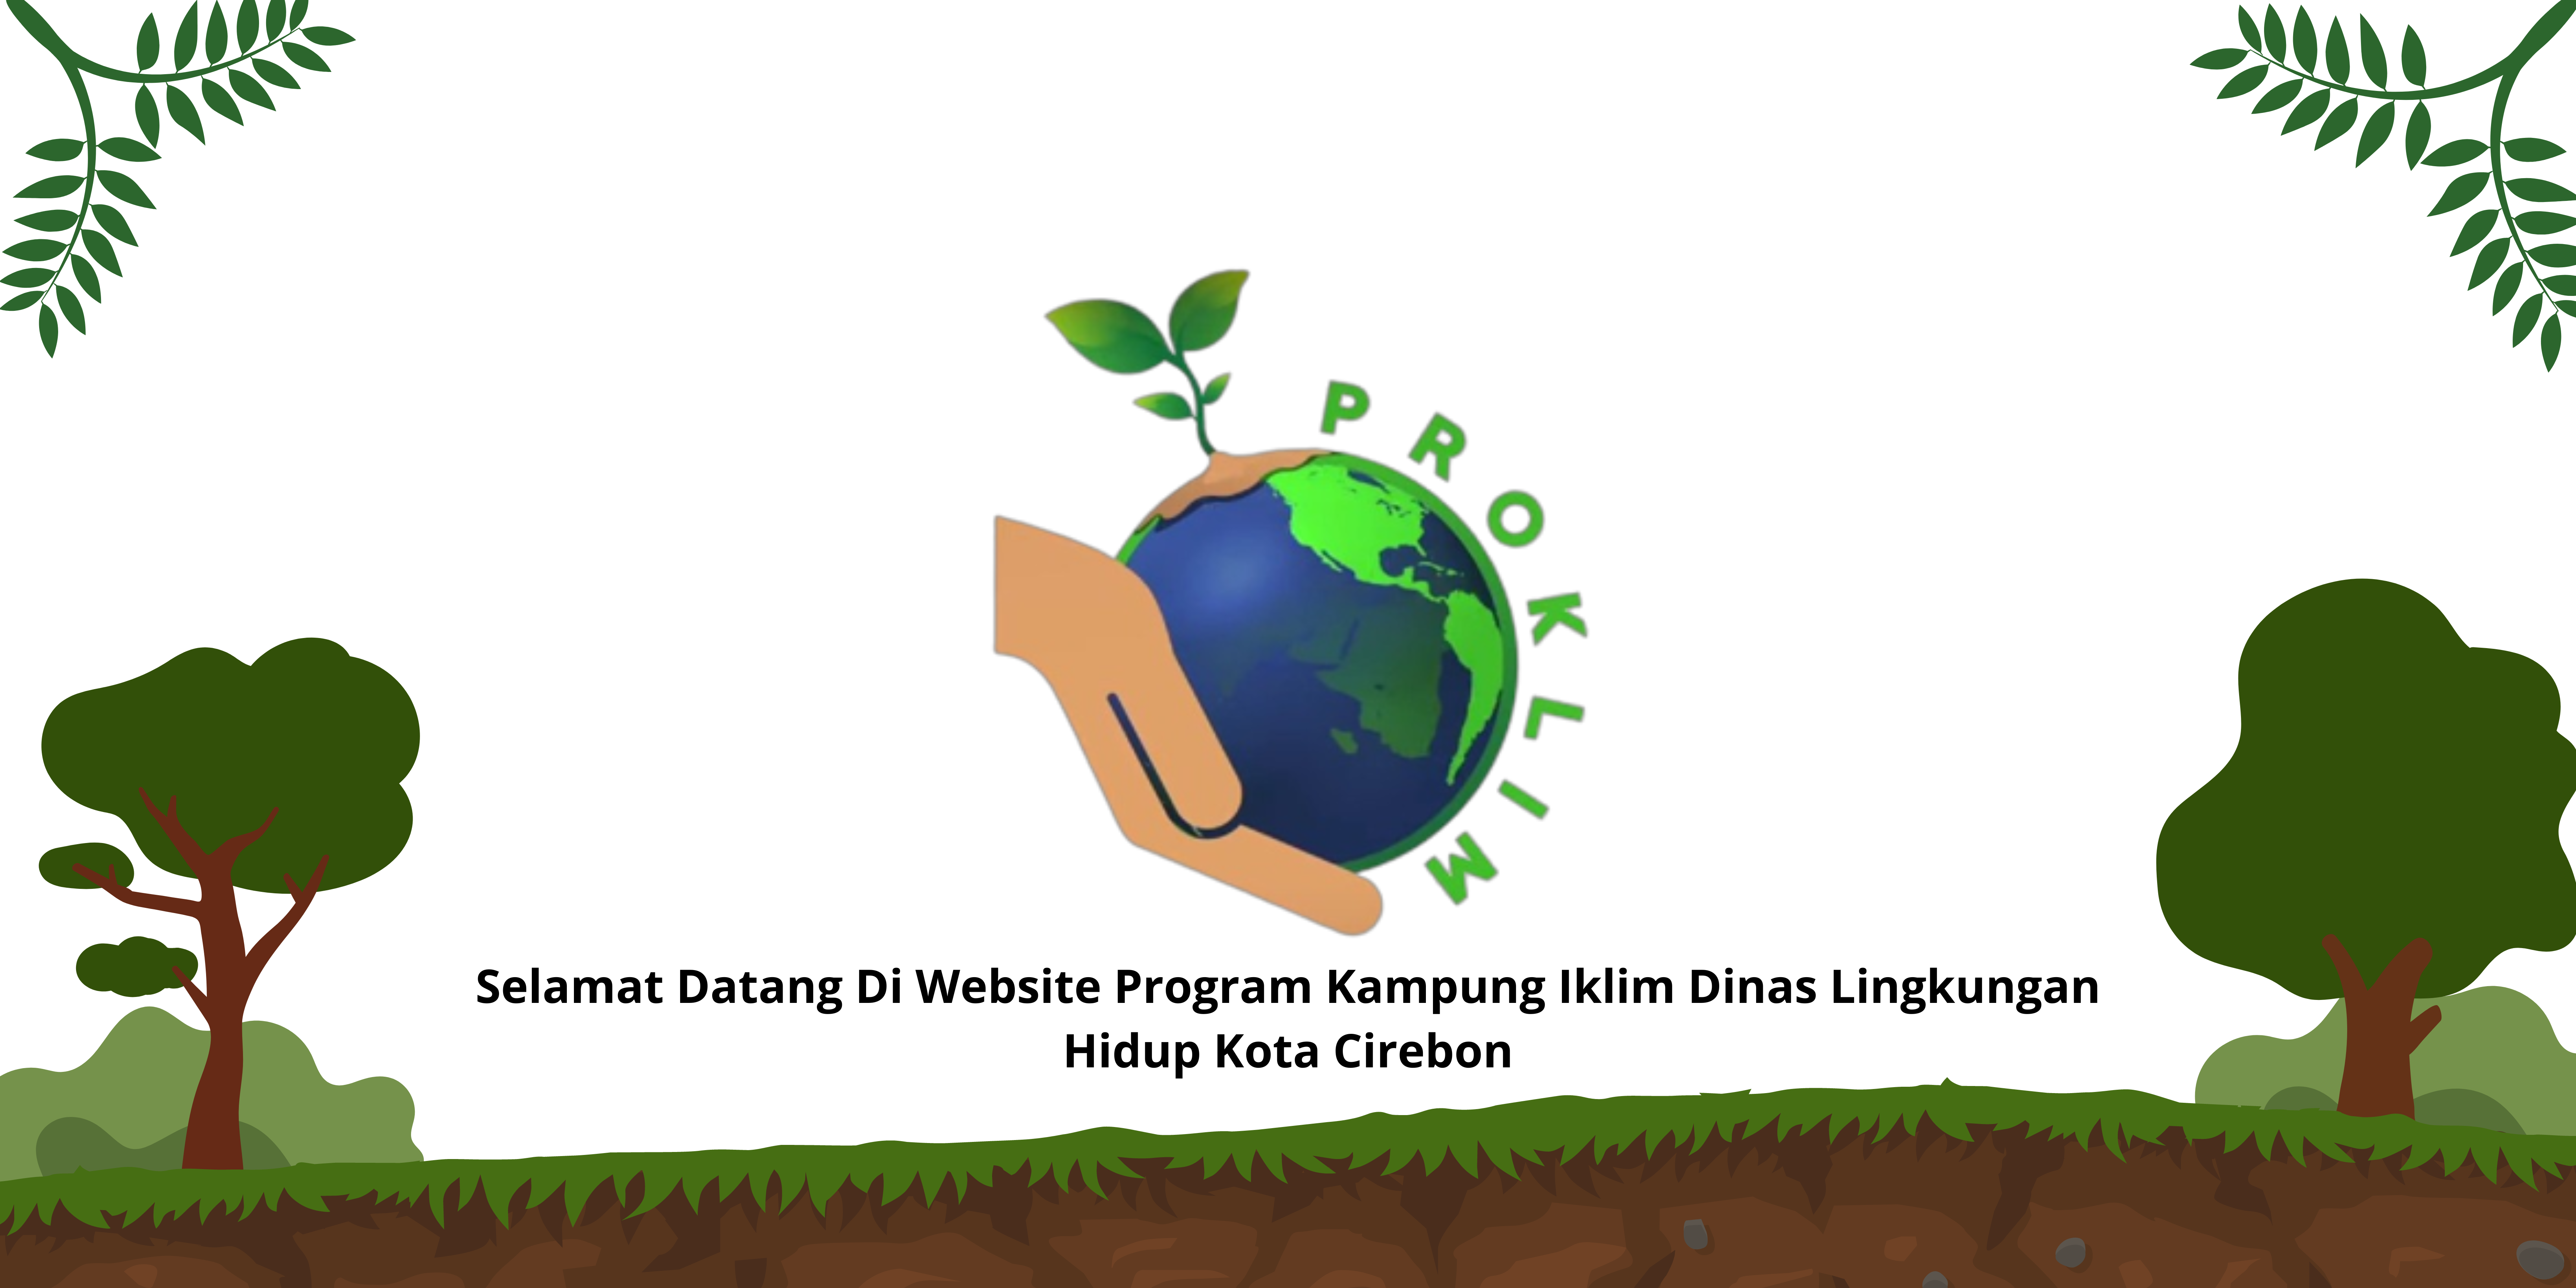 PROKLIM
Selamat Datang Di Website Program Kampung Iklim Dinas Lingkungan
Hidup Kota Cirebon